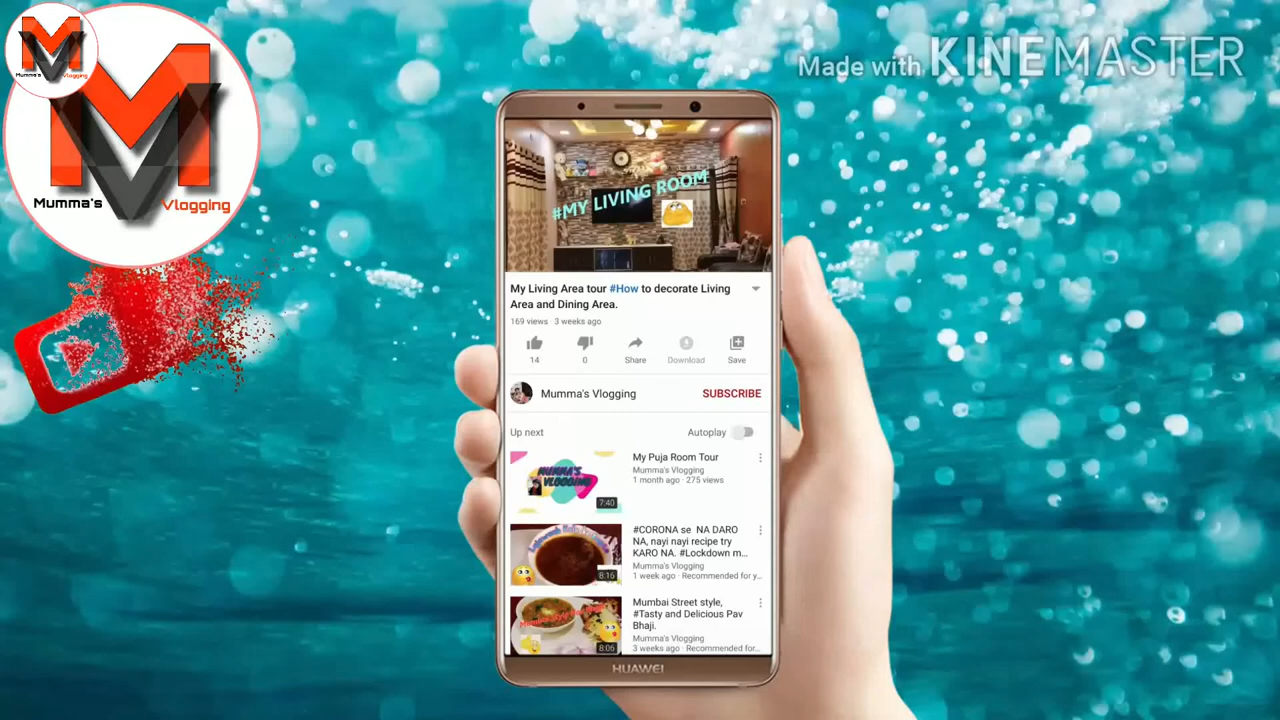 Mumma's Vlogging
Mumma's Vlogging
Made with KINEMASTER
#MY LIVING ROOM
My Living Area tour #How to decorate Living
Area and Dining Area.
169 views · 3 weeks ago
14
0
Share
Download
Save
Mumma's Vlogging
SUBSCRIBE
Up next
Autoplay
MUMMA'S
VLOGGING
7:40
My Puja Room Tour
Mumma's Vlogging
1 month ago · 275 views
8:16
#CORONA se NA DARO
NA, nayi nayi recipe try
KARO NA. #Lockdown m...
Mumma's Vlogging
1 week ago · Recommended for y...
8:06
Mumbai Street style,
#Tasty and Delicious Pav
Bhaji.
Mumma's Vlogging
3 weeks ago · Recommended for...
HUAWEI